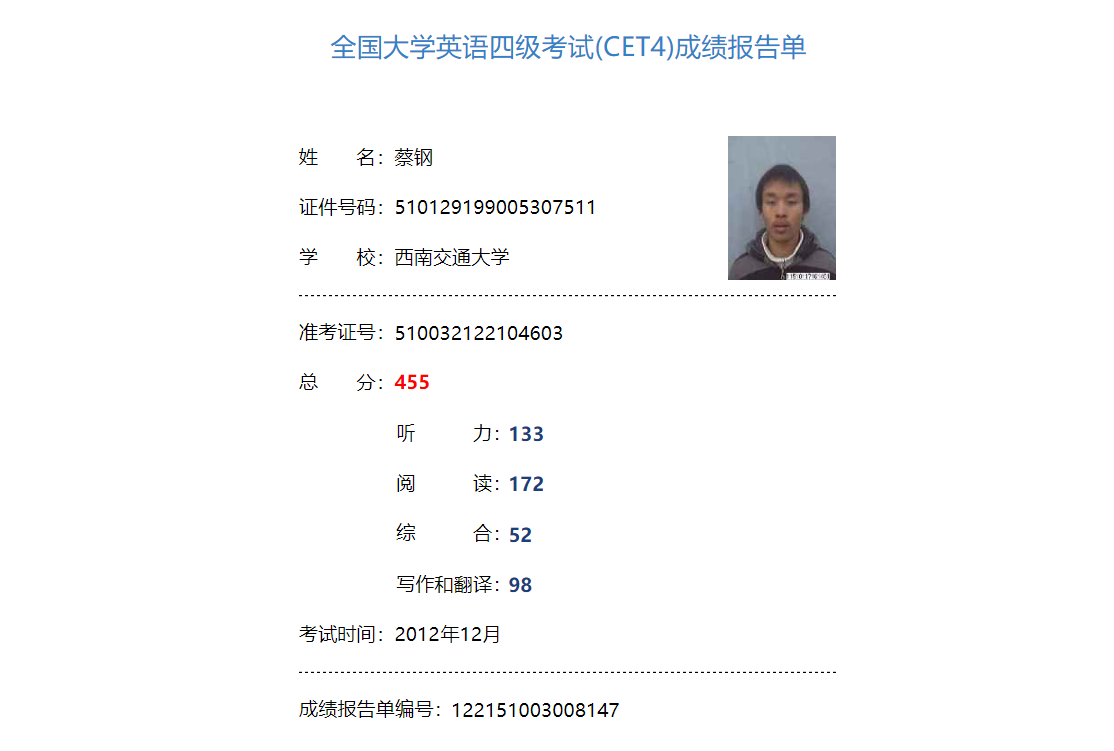 全国大学英语四级考试(CET4)成绩报告单
姓 名：蔡钢
证件号码：510129199005307511
学 校：西南交通大学
准考证号：510032122104603
总 分：455
听 力：133
阅 读：172
综 合：52
写作和翻译：98
考试时间：2012年12月
成绩报告单编号：122151003008147